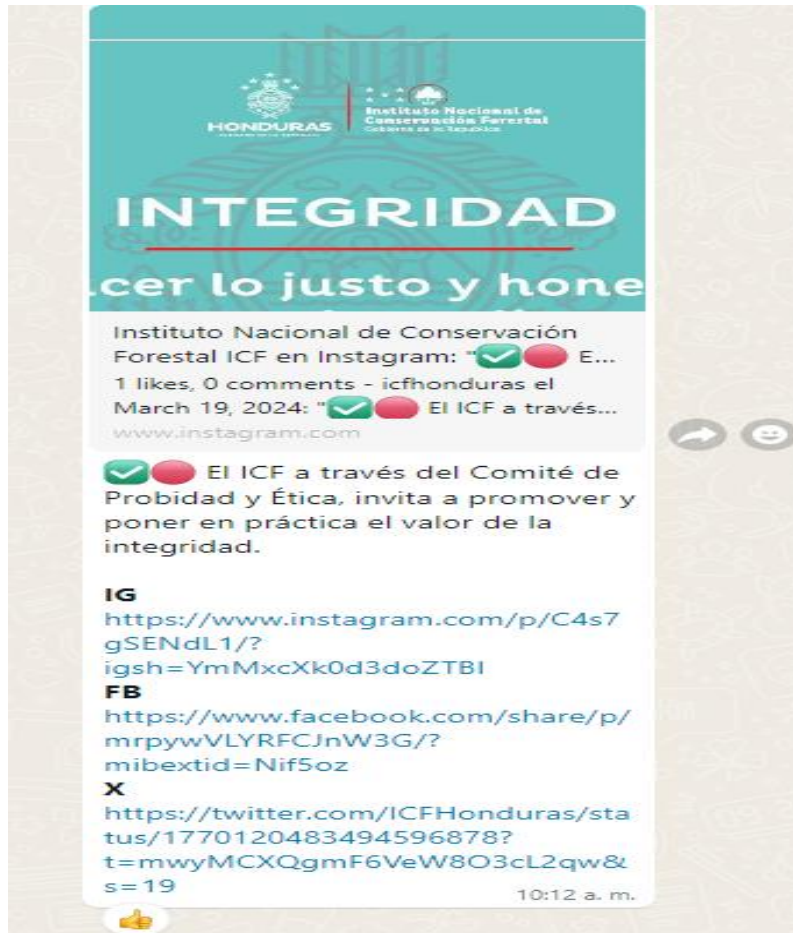 HONDURAS
Instituto Nacional de
Conservación Forestal
Gobierno de la República
INTEGRIDAD
cer lo justo y hone
Instituto Nacional de Conservación
Forestal ICF en Instagram: "✅🔴 E...
1 likes, 0 comments - icfhonduras el
March 19, 2024: "✅🔴 El ICF a través...
www.instagram.com
✅🔴 El ICF a través del Comité de
Probidad y Ética, invita a promover y
poner en práctica el valor de la
integridad.
IG
https://www.instagram.com/p/C4s7
gSENdL1/?
igsh=YmMxcXk0d3doZTBl
FB
https://www.facebook.com/share/p/
mrpywVLYRFCJnW3G/?
mibextid=Nif5oz
X
https://twitter.com/ICFHonduras/sta
tus/1770120483494596878?
t=mwyMCXQgmF6VeW8O3cL2qw&
s=19
10:12 a. m.